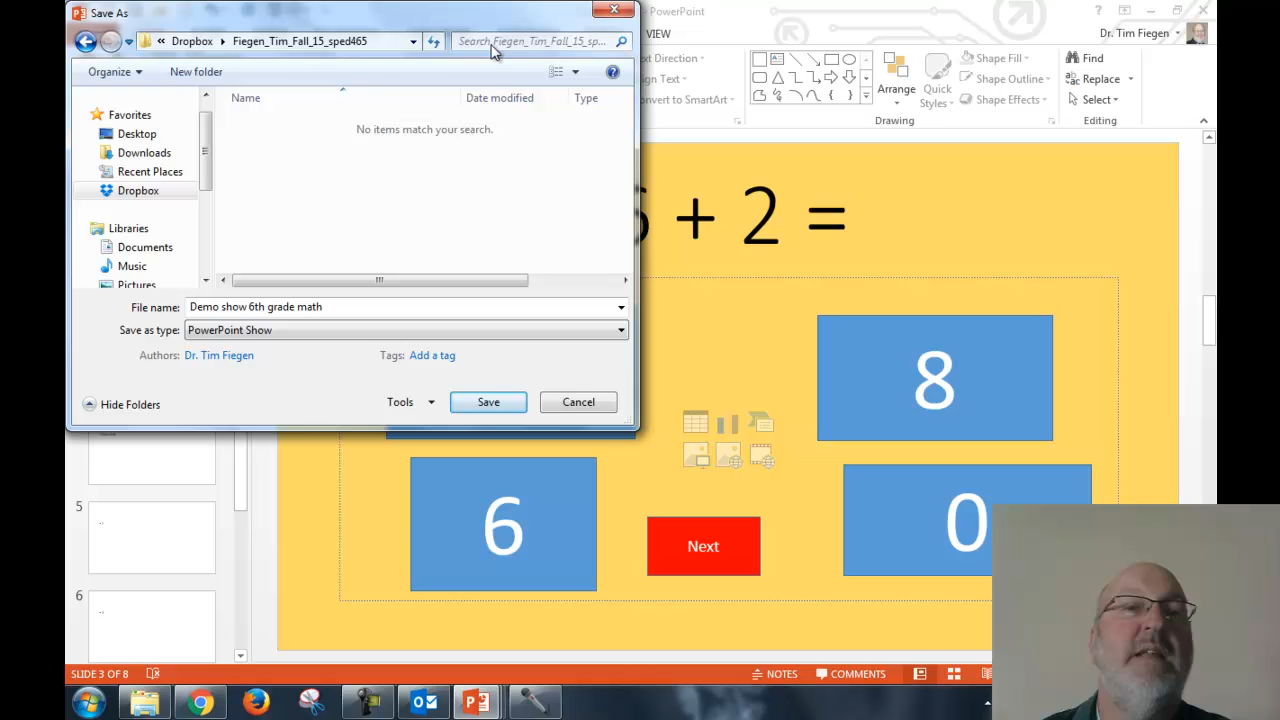 Save As
PowerPoint
Dropbox Fiegen_Tim_Fall_15_sped465
Search Fiegen_Tim_Fall_15_sp...
VIEW
Dr. Tim Fiegen
Organize
New folder
Name
Date modified
Type
No items match your search.
Favorites
Desktop
Downloads
Recent Places
Dropbox
Libraries
Documents
Music
Pictures
File name: Demo show 6th grade math
Save as type: PowerPoint Show
Authors: Dr. Tim Fiegen
Tags: Add a tag
Hide Folders
Tools
Save
Cancel
Text Direction
Align Text
Convert to SmartArt
Arrange
Quick
Styles
Shape Fill
Shape Outline
Shape Effects
Drawing
Find
Replace
Select
Editing
6 + 2 =
8
6
0
Next
5
6
SLIDE 3 OF 8
NOTES
COMMENTS